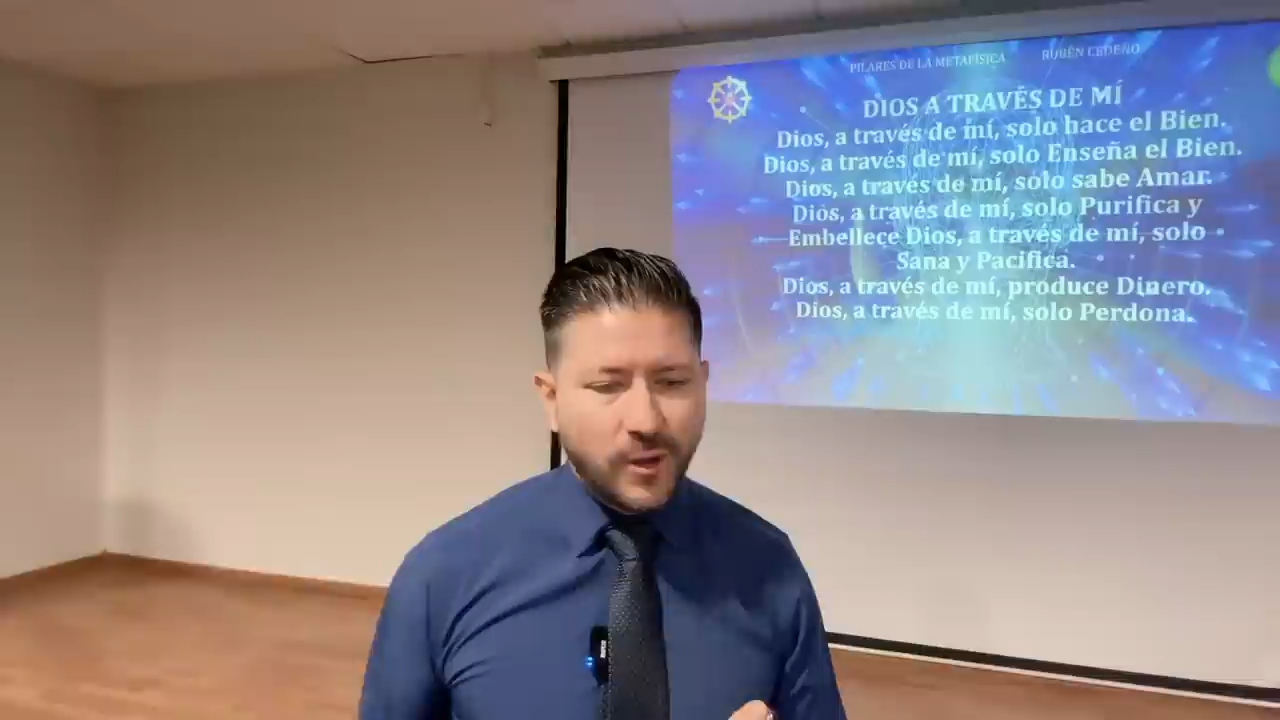 PILARES DE LA METAFÍSICA RUBÉN CEDEÑO
DIOS A TRAVÉS DE MÍ
Dios, a través de mí, solo hace el Bien.
Dios, a través de mí, solo Enseña el Bien.
Dios, a través de mí, solo sabe Amar.
Dios, a través de mí, solo Purifica y
Embellece Dios, a través de mí, solo
Sana y Pacifica.
Dios, a través de mí, produce Dinero.
Dios, a través de mí, solo Perdona.